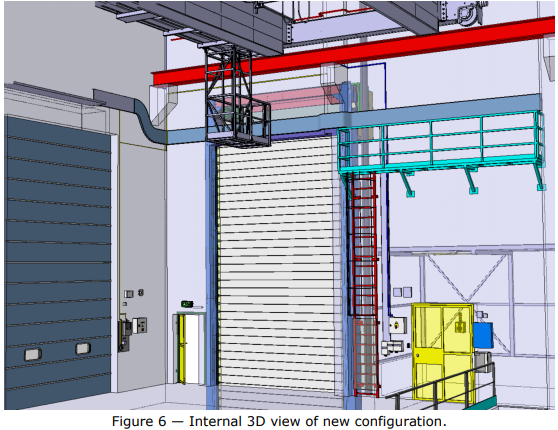 Figure 6 — Internal 3D view of new configuration.